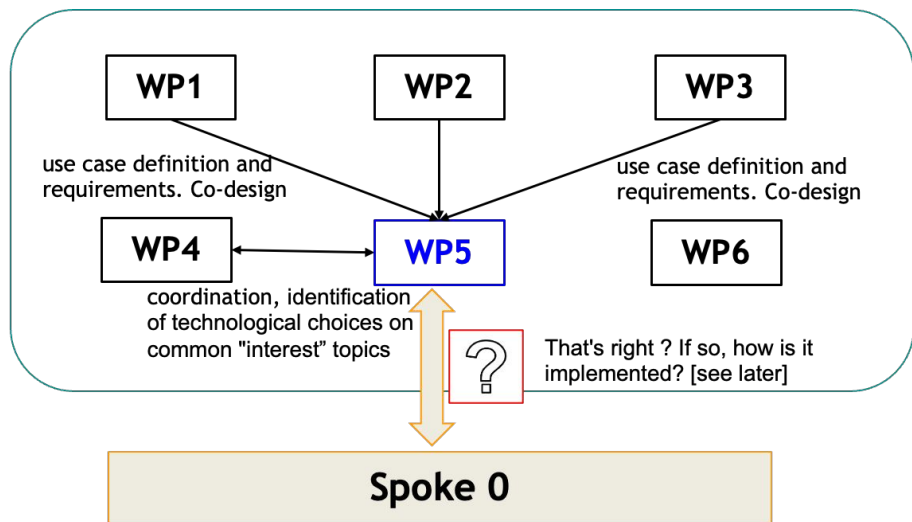 WP1
WP2
WP3
use case definition and
requirements. Co-design
use case definition and
requirements. Co-design
WP4
WP5
WP6
coordination, identification
of technological choices on
common "interest” topics
?
That's right ? If so, how is it
implemented? [see later]
Spoke 0